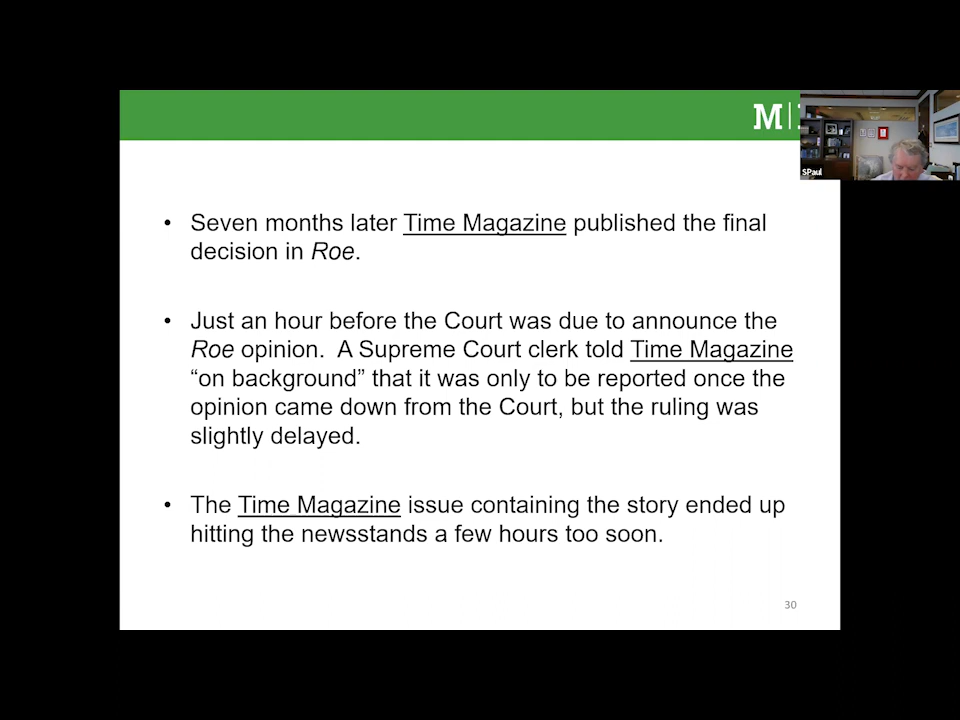 M|
SPaul
• Seven months later Time Magazine published the final
decision in Roe.
• Just an hour before the Court was due to announce the
Roe opinion.  A Supreme Court clerk told Time Magazine
“on background” that it was only to be reported once the
opinion came down from the Court, but the ruling was
slightly delayed.
• The Time Magazine issue containing the story ended up
hitting the newsstands a few hours too soon.
30